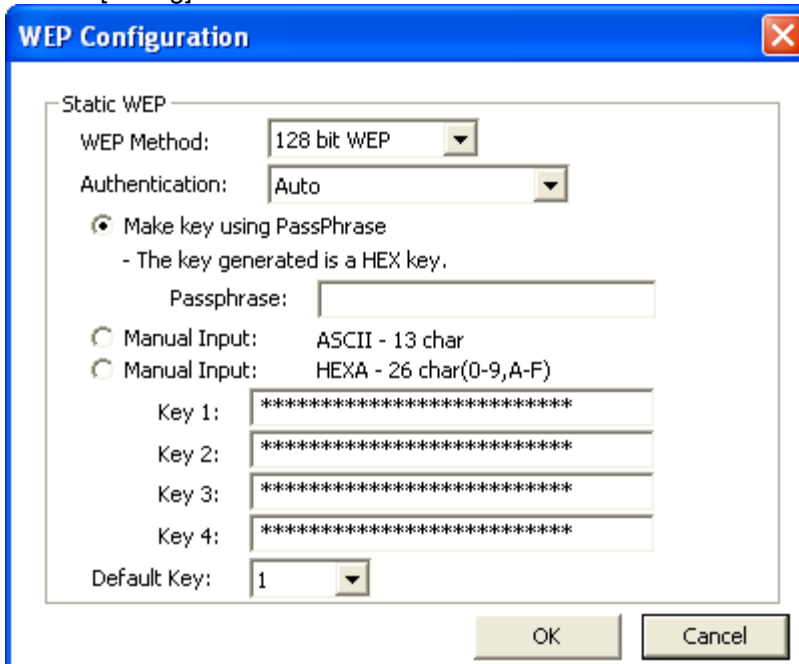 WEP Configuration
Static WEP
WEP Method: 128 bit WEP
Authentication: Auto
Make key using PassPhrase
- The key generated is a HEX key.
Passphrase:
Manual Input: ASCII - 13 char
Manual Input: HEXA - 26 char(0-9,A-F)
Key 1: **************************
Key 2: **************************
Key 3: **************************
Key 4: **************************
Default Key: 1
OK Cancel